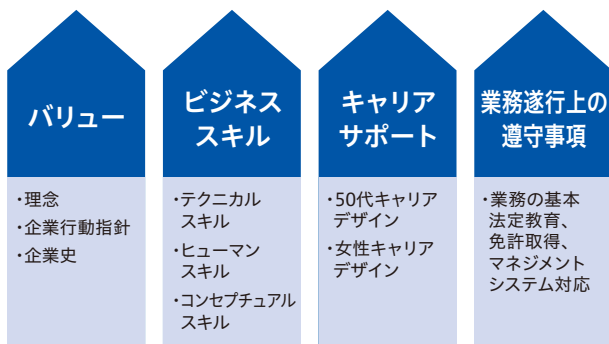 バリュー
・理念
・企業行動指針
・企業史
ビジネス
スキル
・テクニカル
スキル
・ヒューマン
スキル
・コンセプチュアル
スキル
キャリア
サポート
・50代キャリア
デザイン
・女性キャリア
デザイン
業務遂行上の
遵守事項
・業務の基本
法定教育、
免許取得、
マネジメント
システム対応